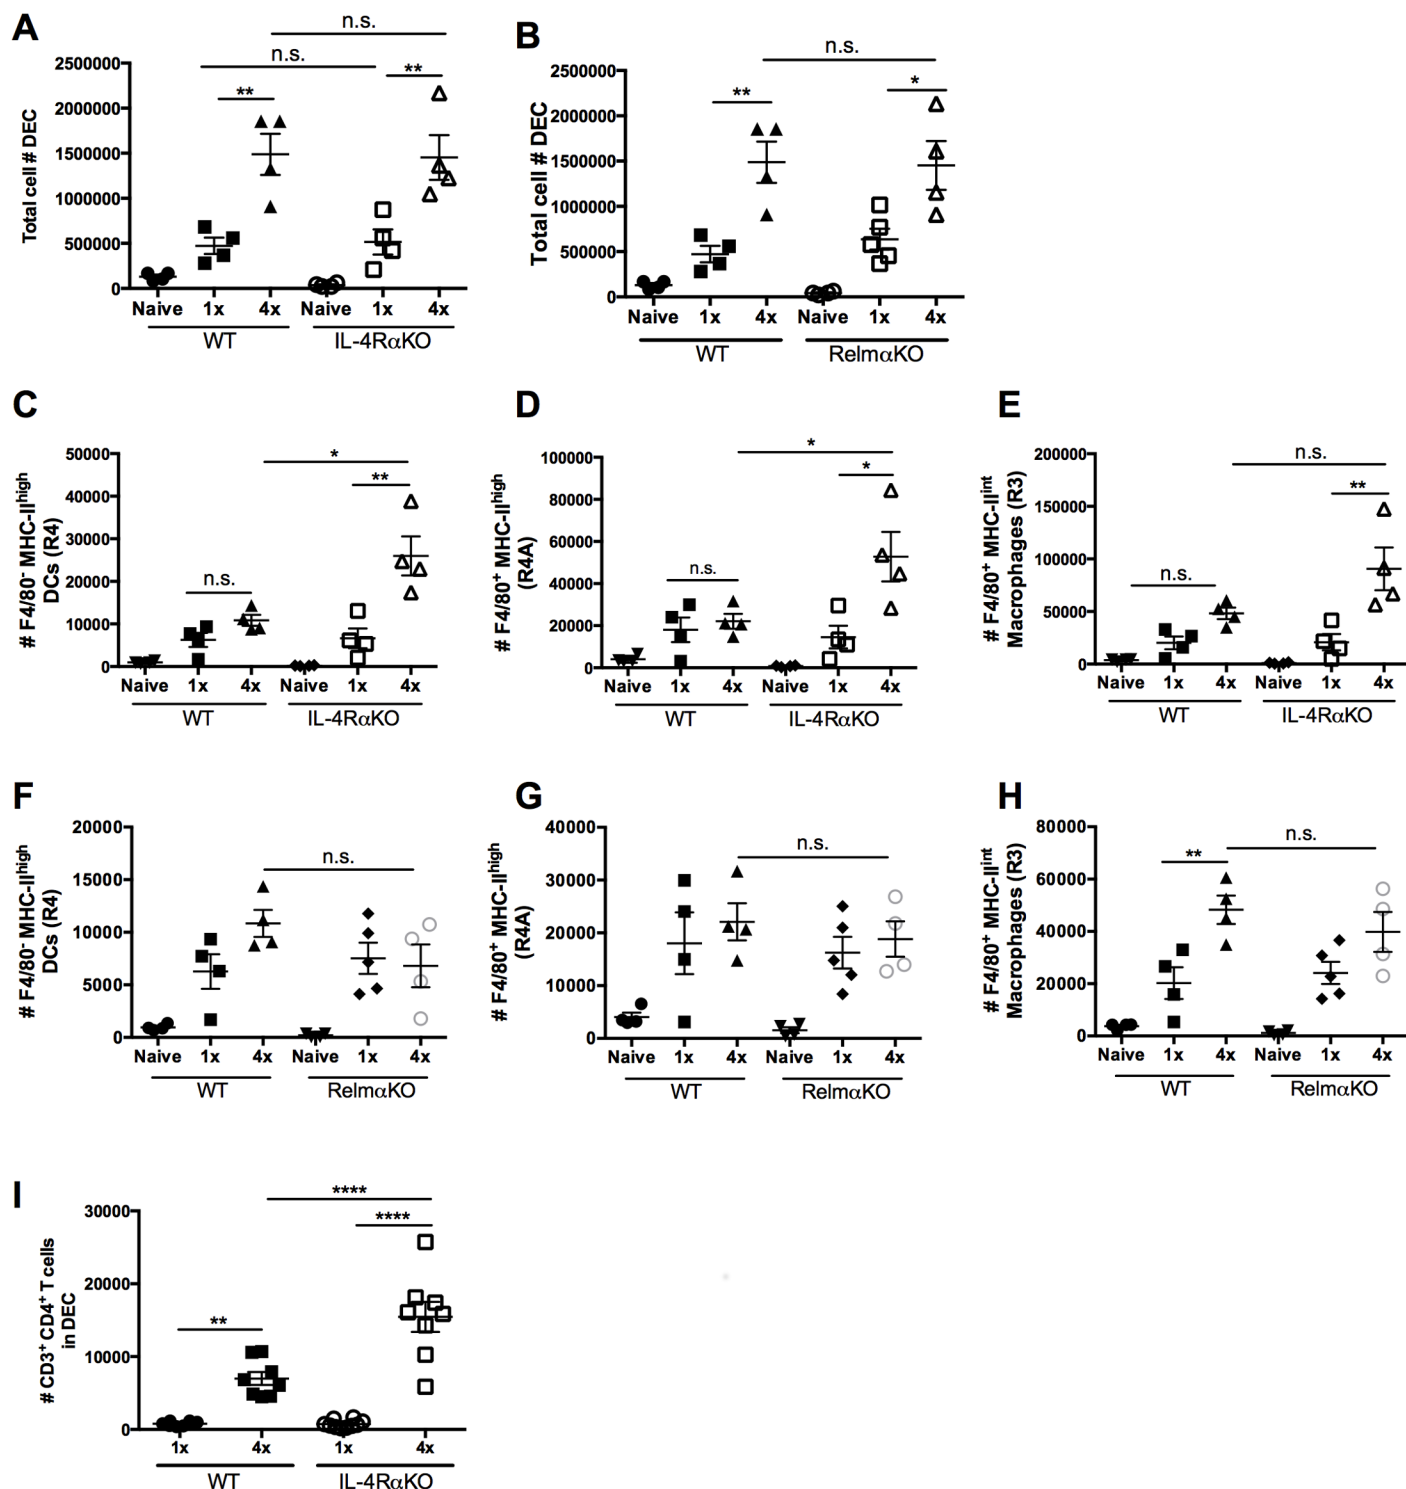 A
n.s.
n.s.
**
**
Total cell # DEC
2500000
2000000
1500000
1000000
500000
0
Naive 1x 4x Naive 1x 4x
WT IL-4RαKO
B
n.s.
**
*
Total cell # DEC
2500000
2000000
1500000
1000000
500000
0
Naive 1x 4x Naive 1x 4x
WT RelmαKO
C
*
**
n.s.
# F4/80⁻ MHC-IIʰⁱᵍʰ
DCs (R4)
50000
40000
30000
20000
10000
0
Naive 1x 4x Naive 1x 4x
WT IL-4RαKO
D
*
*
n.s.
# F4/80⁺ MHC-IIʰⁱᵍʰ
(R4A)
100000
80000
60000
40000
20000
0
Naive 1x 4x Naive 1x 4x
WT IL-4RαKO
E
n.s.
**
n.s.
# F4/80⁺ MHC-IIⁱⁿᵗ
Macrophages (R3)
200000
150000
100000
50000
0
Naive 1x 4x Naive 1x 4x
WT IL-4RαKO
F
n.s.
# F4/80⁻ MHC-IIʰⁱᵍʰ
DCs (R4)
20000
15000
10000
5000
0
Naive 1x 4x Naive 1x 4x
WT RelmαKO
G
n.s.
# F4/80⁺ MHC-IIʰⁱᵍʰ
(R4A)
40000
30000
20000
10000
0
Naive 1x 4x Naive 1x 4x
WT RelmαKO
H
n.s.
**
# F4/80⁺ MHC-IIⁱⁿᵗ
Macrophages (R3)
80000
60000
40000
20000
0
Naive 1x 4x Naive 1x 4x
WT RelmαKO
I
****
****
**
# CD3⁺ CD4⁺ T cells
in DEC
30000
20000
10000
0
1x 4x 1x 4x
WT IL-4RαKO